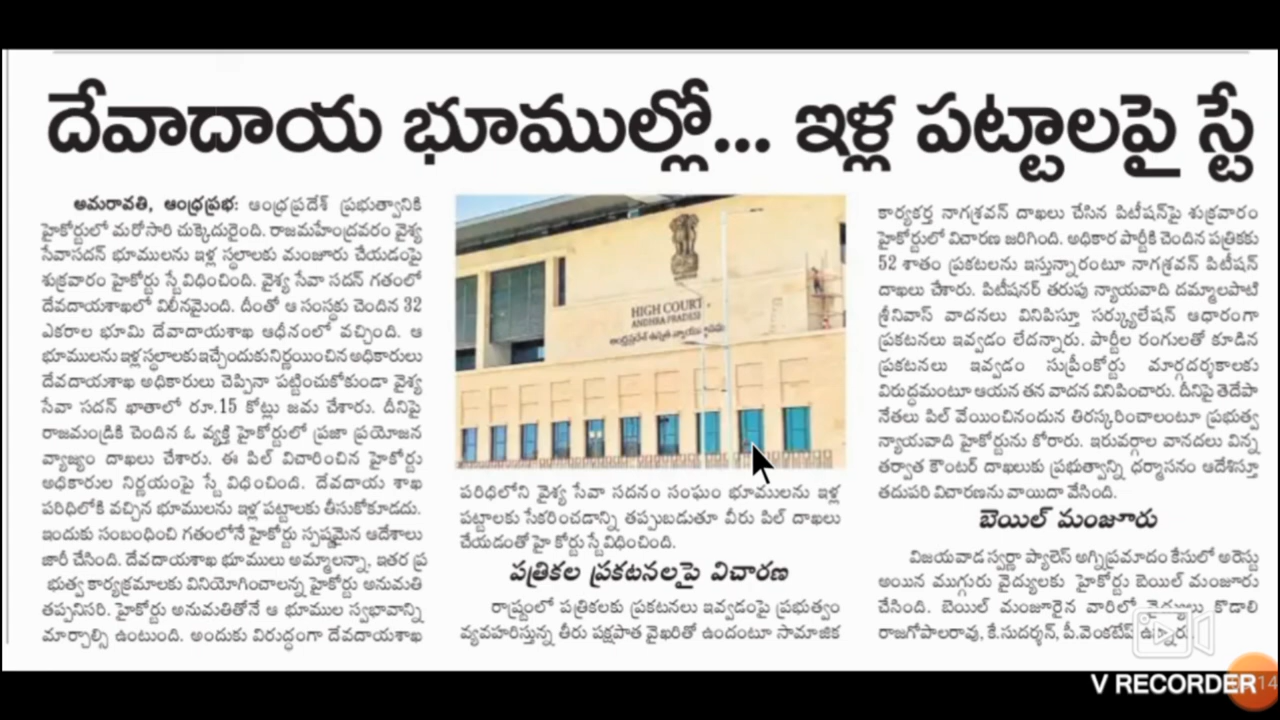 దేవాదాయ భూముల్లో... ఇళ్ల పట్టాలపై స్టే
అమరావతి, ఆంధ్రప్రభ: ఆంధ్రప్రదేశ్ ప్రభుత్వానికి
హైకోర్టులో మరోసారి చుక్కెదురైంది. రాజమహేంద్రవరం వైశ్య
సేవాసదన్ భూములను ఇళ్ల స్థలాలకు మంజూరు చేయడంపై
శుక్రవారం హైకోర్టు స్టే విధించింది. వైశ్య సేవా సదన్ గతంలో
దేవదాయశాఖలో విలీనమైంది. దీంతో ఆ సంస్థకు చెందిన 32
ఎకరాల భూమి దేవాదాయశాఖ ఆధీనంలో వచ్చింది. ఆ
భూములను ఇళ్ల స్థలాలకు ఇచ్చేందుకు నిర్ణయించిన అధికారులు
దేవదాయశాఖ అధికారులు చెప్పినా పట్టించుకోకుండా వైశ్య
సేవా సదన్ ఖాతాలో రూ.15 కోట్లు జమ చేశారు. దీనిపై
రాజమండ్రికి చెందిన ఓ వ్యక్తి హైకోర్టులో ప్రజా ప్రయోజన
వ్యాజ్యం దాఖలు చేశారు. ఈ పిల్ విచారించిన హైకోర్టు
అధికారుల నిర్ణయంపై స్టే విధించింది. దేవదాయ శాఖ
పరిధిలోకి వచ్చిన భూములను ఇళ్ల పట్టాలకు తీసుకోకూడదు.
ఇందుకు సంబంధించి గతంలోనే హైకోర్టు స్పష్టమైన ఆదేశాలు
జారీ చేసింది. దేవదాయశాఖ భూములు అమ్మాలన్నా, ఇతర ప్ర
భుత్వ కార్యక్రమాలకు వినియోగించాలన్న హైకోర్టు అనుమతి
తప్పనిసరి. హైకోర్టు అనుమతితోనే ఆ భూముల స్వభావాన్ని
మార్చాల్సి ఉంటుంది. అందుకు విరుద్ధంగా దేవదాయశాఖ
HIGH COURT
ANDHRA PRADESH
పరిధిలోని వైశ్య సేవా సదనం సంఘం భూములను ఇళ్ల
పట్టాలకు సేకరించడాన్ని తప్పుబడుతూ వీరు పిల్ దాఖలు
చేయడంతో హై కోర్టు స్టే విధించింది.
పత్రికల ప్రకటనలపై విచారణ
రాష్ట్రంలో పత్రికలకు ప్రకటనలు ఇవ్వడంపై ప్రభుత్వం
వ్యవహరిస్తున్న తీరు పక్షపాత వైఖరితో ఉందంటూ సామాజిక
కార్యకర్త నాగశ్రవన్ దాఖలు చేసిన పిటీషన్‌పై శుక్రవారం
హైకోర్టులో విచారణ జరిగింది. అధికార పార్టీకి చెందిన పత్రికకు
52 శాతం ప్రకటలను ఇస్తున్నారంటూ నాగశ్రవన్ పిటీషన్
దాఖలు చేశారు. పిటీషనర్ తరుపు న్యాయవాది దమ్మాలపాటి
శ్రీనివాస్ వాదనలు వినిపిస్తూ సర్క్యులేషన్ ఆధారంగా
ప్రకటనలు ఇవ్వడం లేదన్నారు. పార్టీల రంగులతో కూడిన
ప్రకటనలు ఇవ్వడం సుప్రీంకోర్టు మార్గదర్శకాలకు
విరుద్ధమంటూ ఆయన తన వాదన వినిపించారు. దీనిపై తెదేపా
నేతలు పిల్ వేయించినందున తిరస్కరించాలంటూ ప్రభుత్వ
న్యాయవాది హైకోర్టును కోరారు. ఇరువర్గాల వానదలు విన్న
తర్వాత కౌంటర్ దాఖలుకు ప్రభుత్వాన్ని ధర్మాసనం ఆదేశిస్తూ
తదుపరి విచారణను వాయిదా వేసింది.
బెయిల్ మంజూరు
విజయవాడ స్వర్ణా ప్యాలెస్ అగ్నిప్రమాదం కేసులో అరెస్టు
అయిన ముగ్గురు వైద్యులకు హైకోర్టు బెయిల్ మంజూరు
చేసింది. బెయిల్ మంజూరైన వారిలో వైద్యులు కొడాలి
రాజగోపాలరావు, కే.సుదర్శన్, పీ.వెంకటేష్ ఉన్నారు.
V RECORDER
14